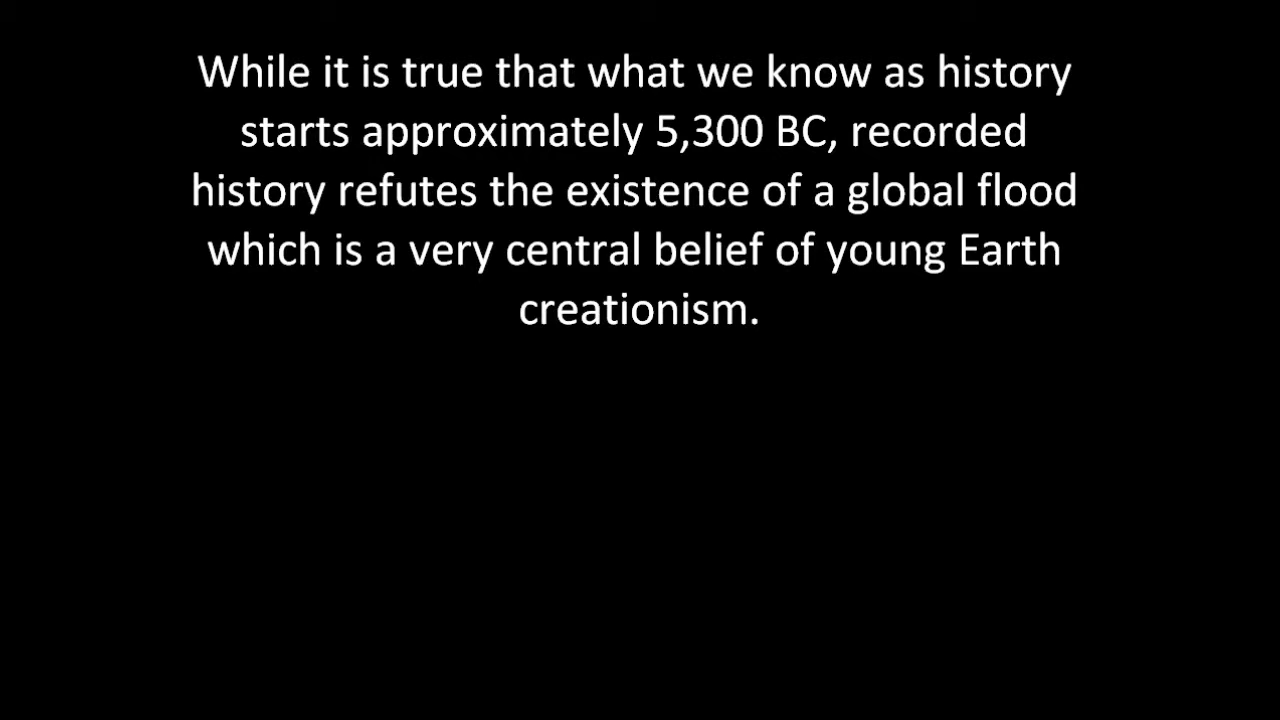 While it is true that what we know as history
starts approximately 5,300 BC, recorded
history refutes the existence of a global flood
which is a very central belief of young Earth
creationism.